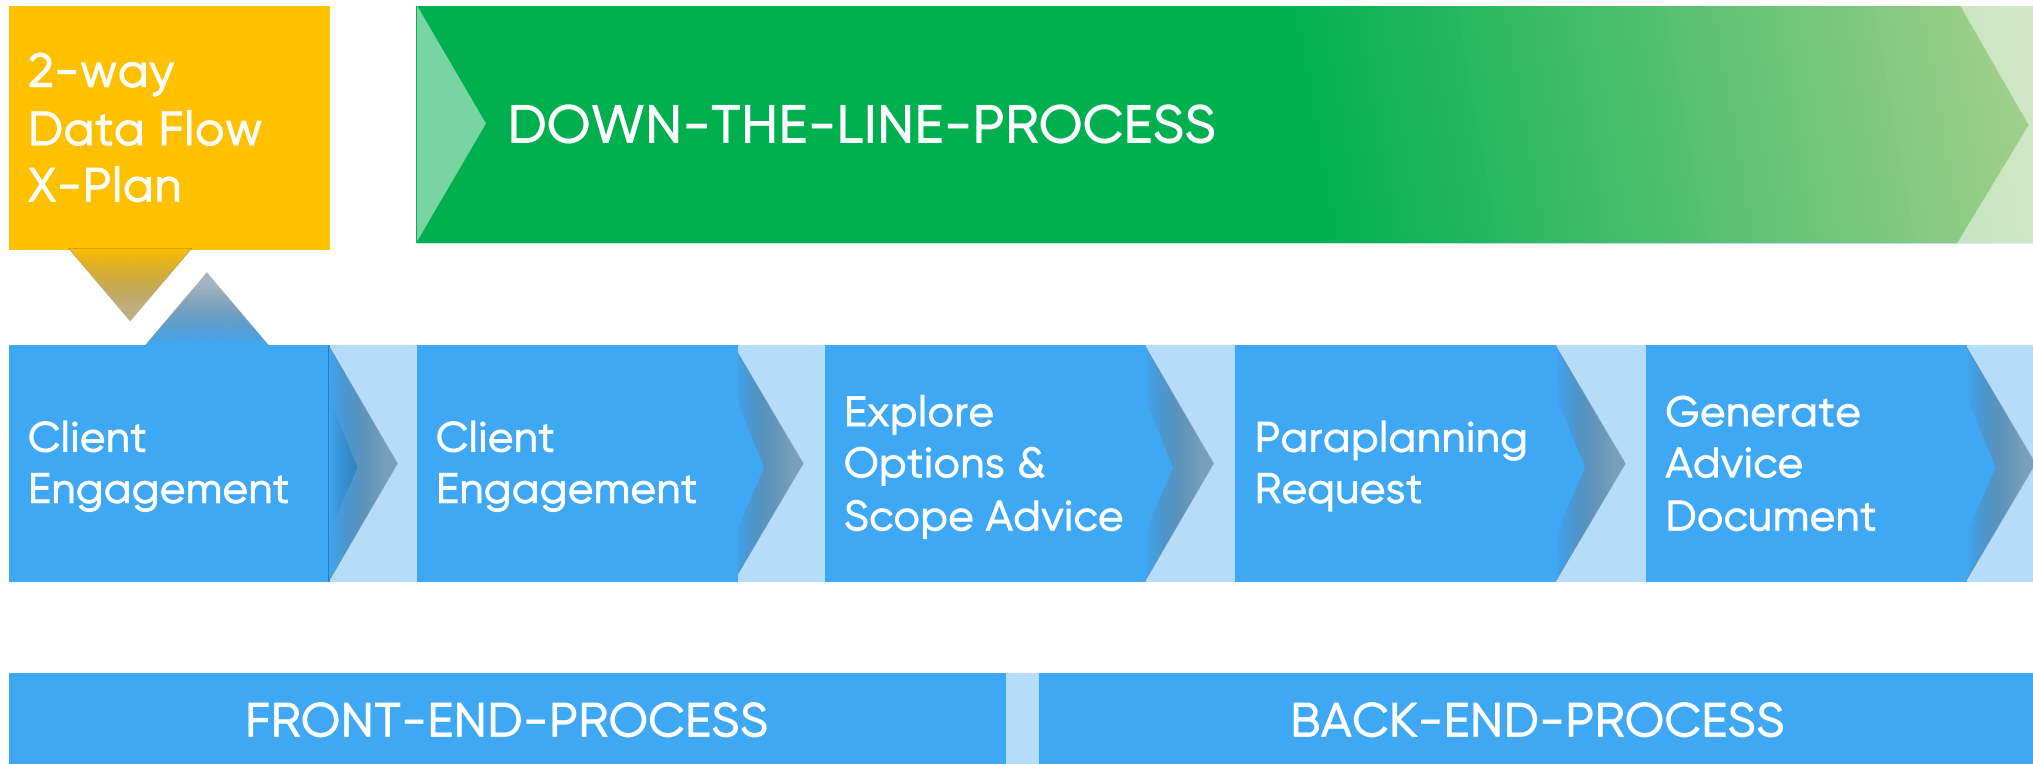 2-way
Data Flow
X-Plan
DOWN-THE-LINE-PROCESS
Client
Engagement
Client
Engagement
Explore
Options &
Scope Advice
Paraplanning
Request
Generate
Advice
Document
FRONT-END-PROCESS
BACK-END-PROCESS